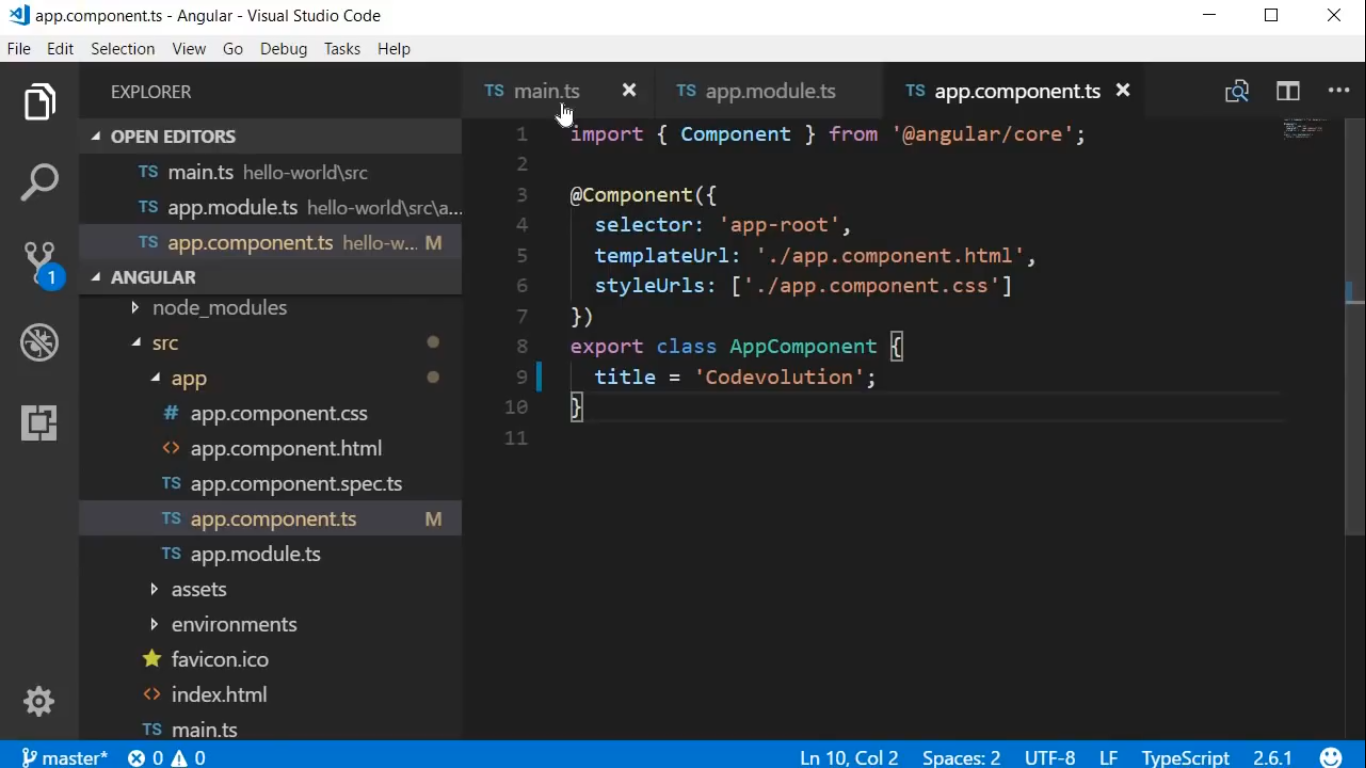 app.component.ts - Angular - Visual Studio Code
File Edit Selection View Go Debug Tasks Help
EXPLORER
OPEN EDITORS
TS main.ts hello-world\src
TS app.module.ts hello-world\src\a...
TS app.component.ts hello-w... M
ANGULAR
node_modules
src
app
# app.component.css
<> app.component.html
TS app.component.spec.ts
TS app.component.ts M
TS app.module.ts
assets
environments
favicon.ico
<> index.html
TS main.ts
1
TS main.ts TS app.module.ts TS app.component.ts
1 import { Component } from '@angular/core';
2
3 @Component({
4 selector: 'app-root',
5 templateUrl: './app.component.html',
6 styleUrls: ['./app.component.css']
7 })
8 export class AppComponent {
9 title = 'Codevolution';
10 }
11
master* 0 0 Ln 10, Col 2 Spaces: 2 UTF-8 LF TypeScript 2.6.1